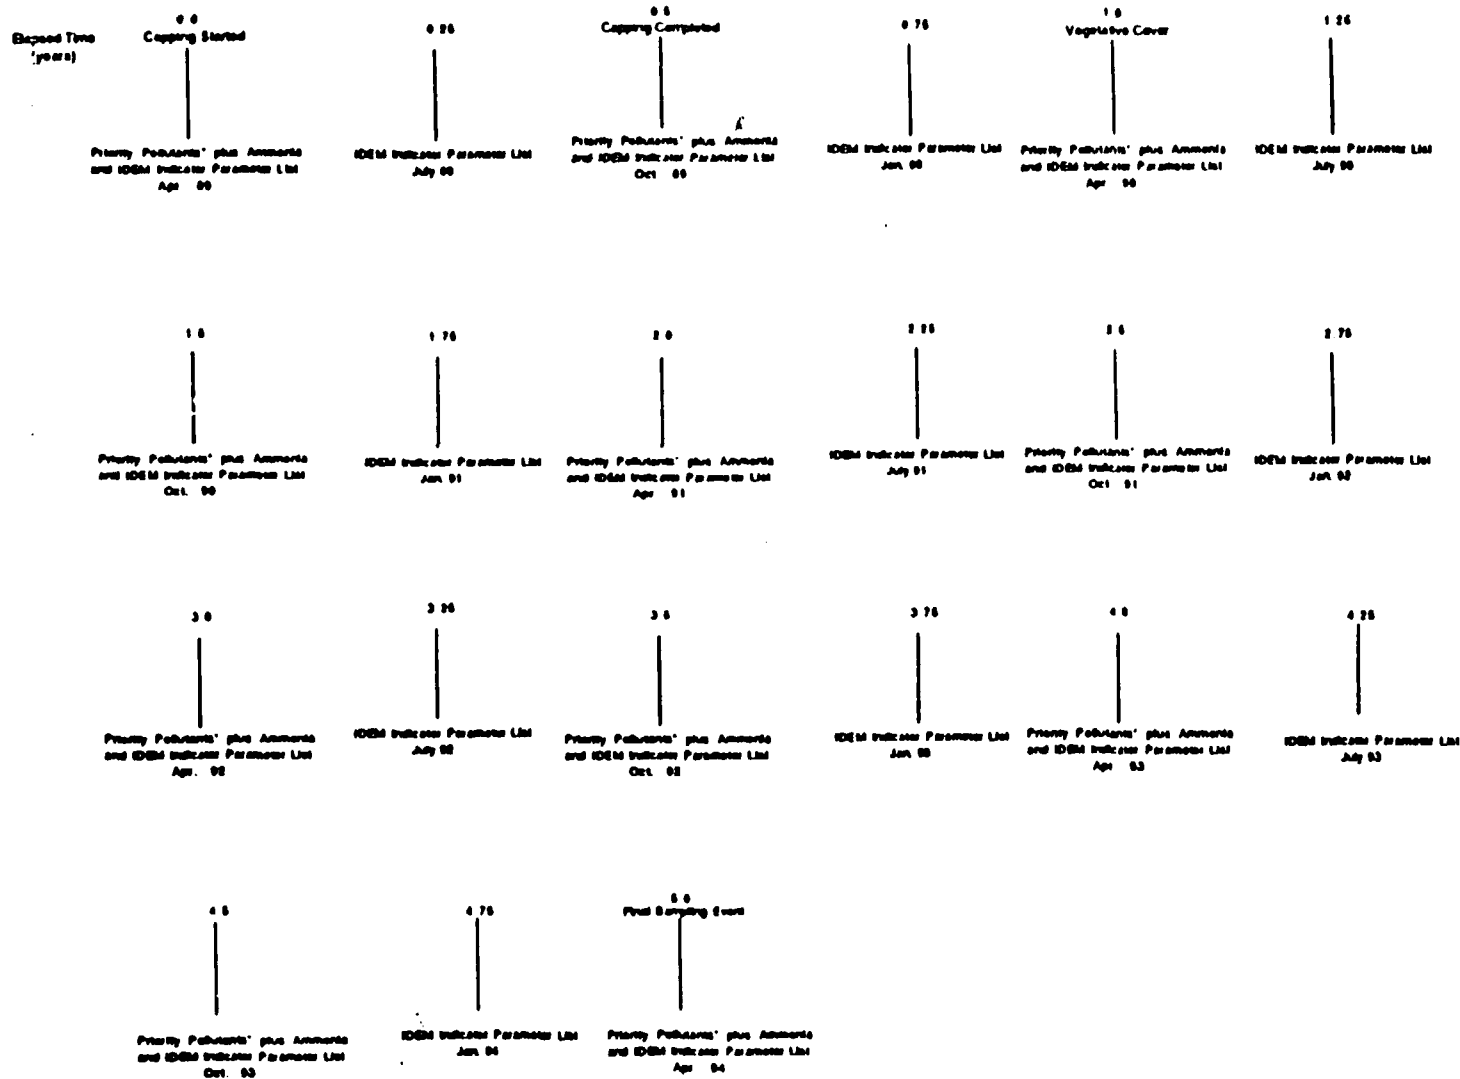 Elapsed Time
(years)
0.0
Capping Started
Priority Pollutants* plus Ammonia
and IDEM Indicator Parameter List
Apr. 89
0.25
IDEM Indicator Parameter List
July 89
0.5
Capping Completed
Priority Pollutants* plus Ammonia
and IDEM Indicator Parameter List
Oct. 89
0.75
IDEM Indicator Parameter List
Jan. 90
1.0
Vegetative Cover
Priority Pollutants* plus Ammonia
and IDEM Indicator Parameter List
Apr 90
1.25
IDEM Indicator Parameter List
July 90
1.5
Priority Pollutants* plus Ammonia
and IDEM Indicator Parameter List
Oct. 90
1.75
IDEM Indicator Parameter List
Jan. 91
2.0
Priority Pollutants* plus Ammonia
and IDEM Indicator Parameter List
Apr 91
2.25
IDEM Indicator Parameter List
July 91
2.5
Priority Pollutants* plus Ammonia
and IDEM Indicator Parameter List
Oct 91
2.75
IDEM Indicator Parameter List
Jan. 92
3.0
Priority Pollutants* plus Ammonia
and IDEM Indicator Parameter List
Apr. 92
3.25
IDEM Indicator Parameter List
July 92
3.5
Priority Pollutants* plus Ammonia
and IDEM Indicator Parameter List
Oct. 92
3.75
IDEM Indicator Parameter List
Jan. 93
4.0
Priority Pollutants* plus Ammonia
and IDEM Indicator Parameter List
Apr 93
4.25
IDEM Indicator Parameter List
July 93
4.5
Priority Pollutants* plus Ammonia
and IDEM Indicator Parameter List
Oct. 93
4.75
IDEM Indicator Parameter List
Jan. 94
5.0
Final Sampling Event
Priority Pollutants* plus Ammonia
and IDEM Indicator Parameter List
Apr 94